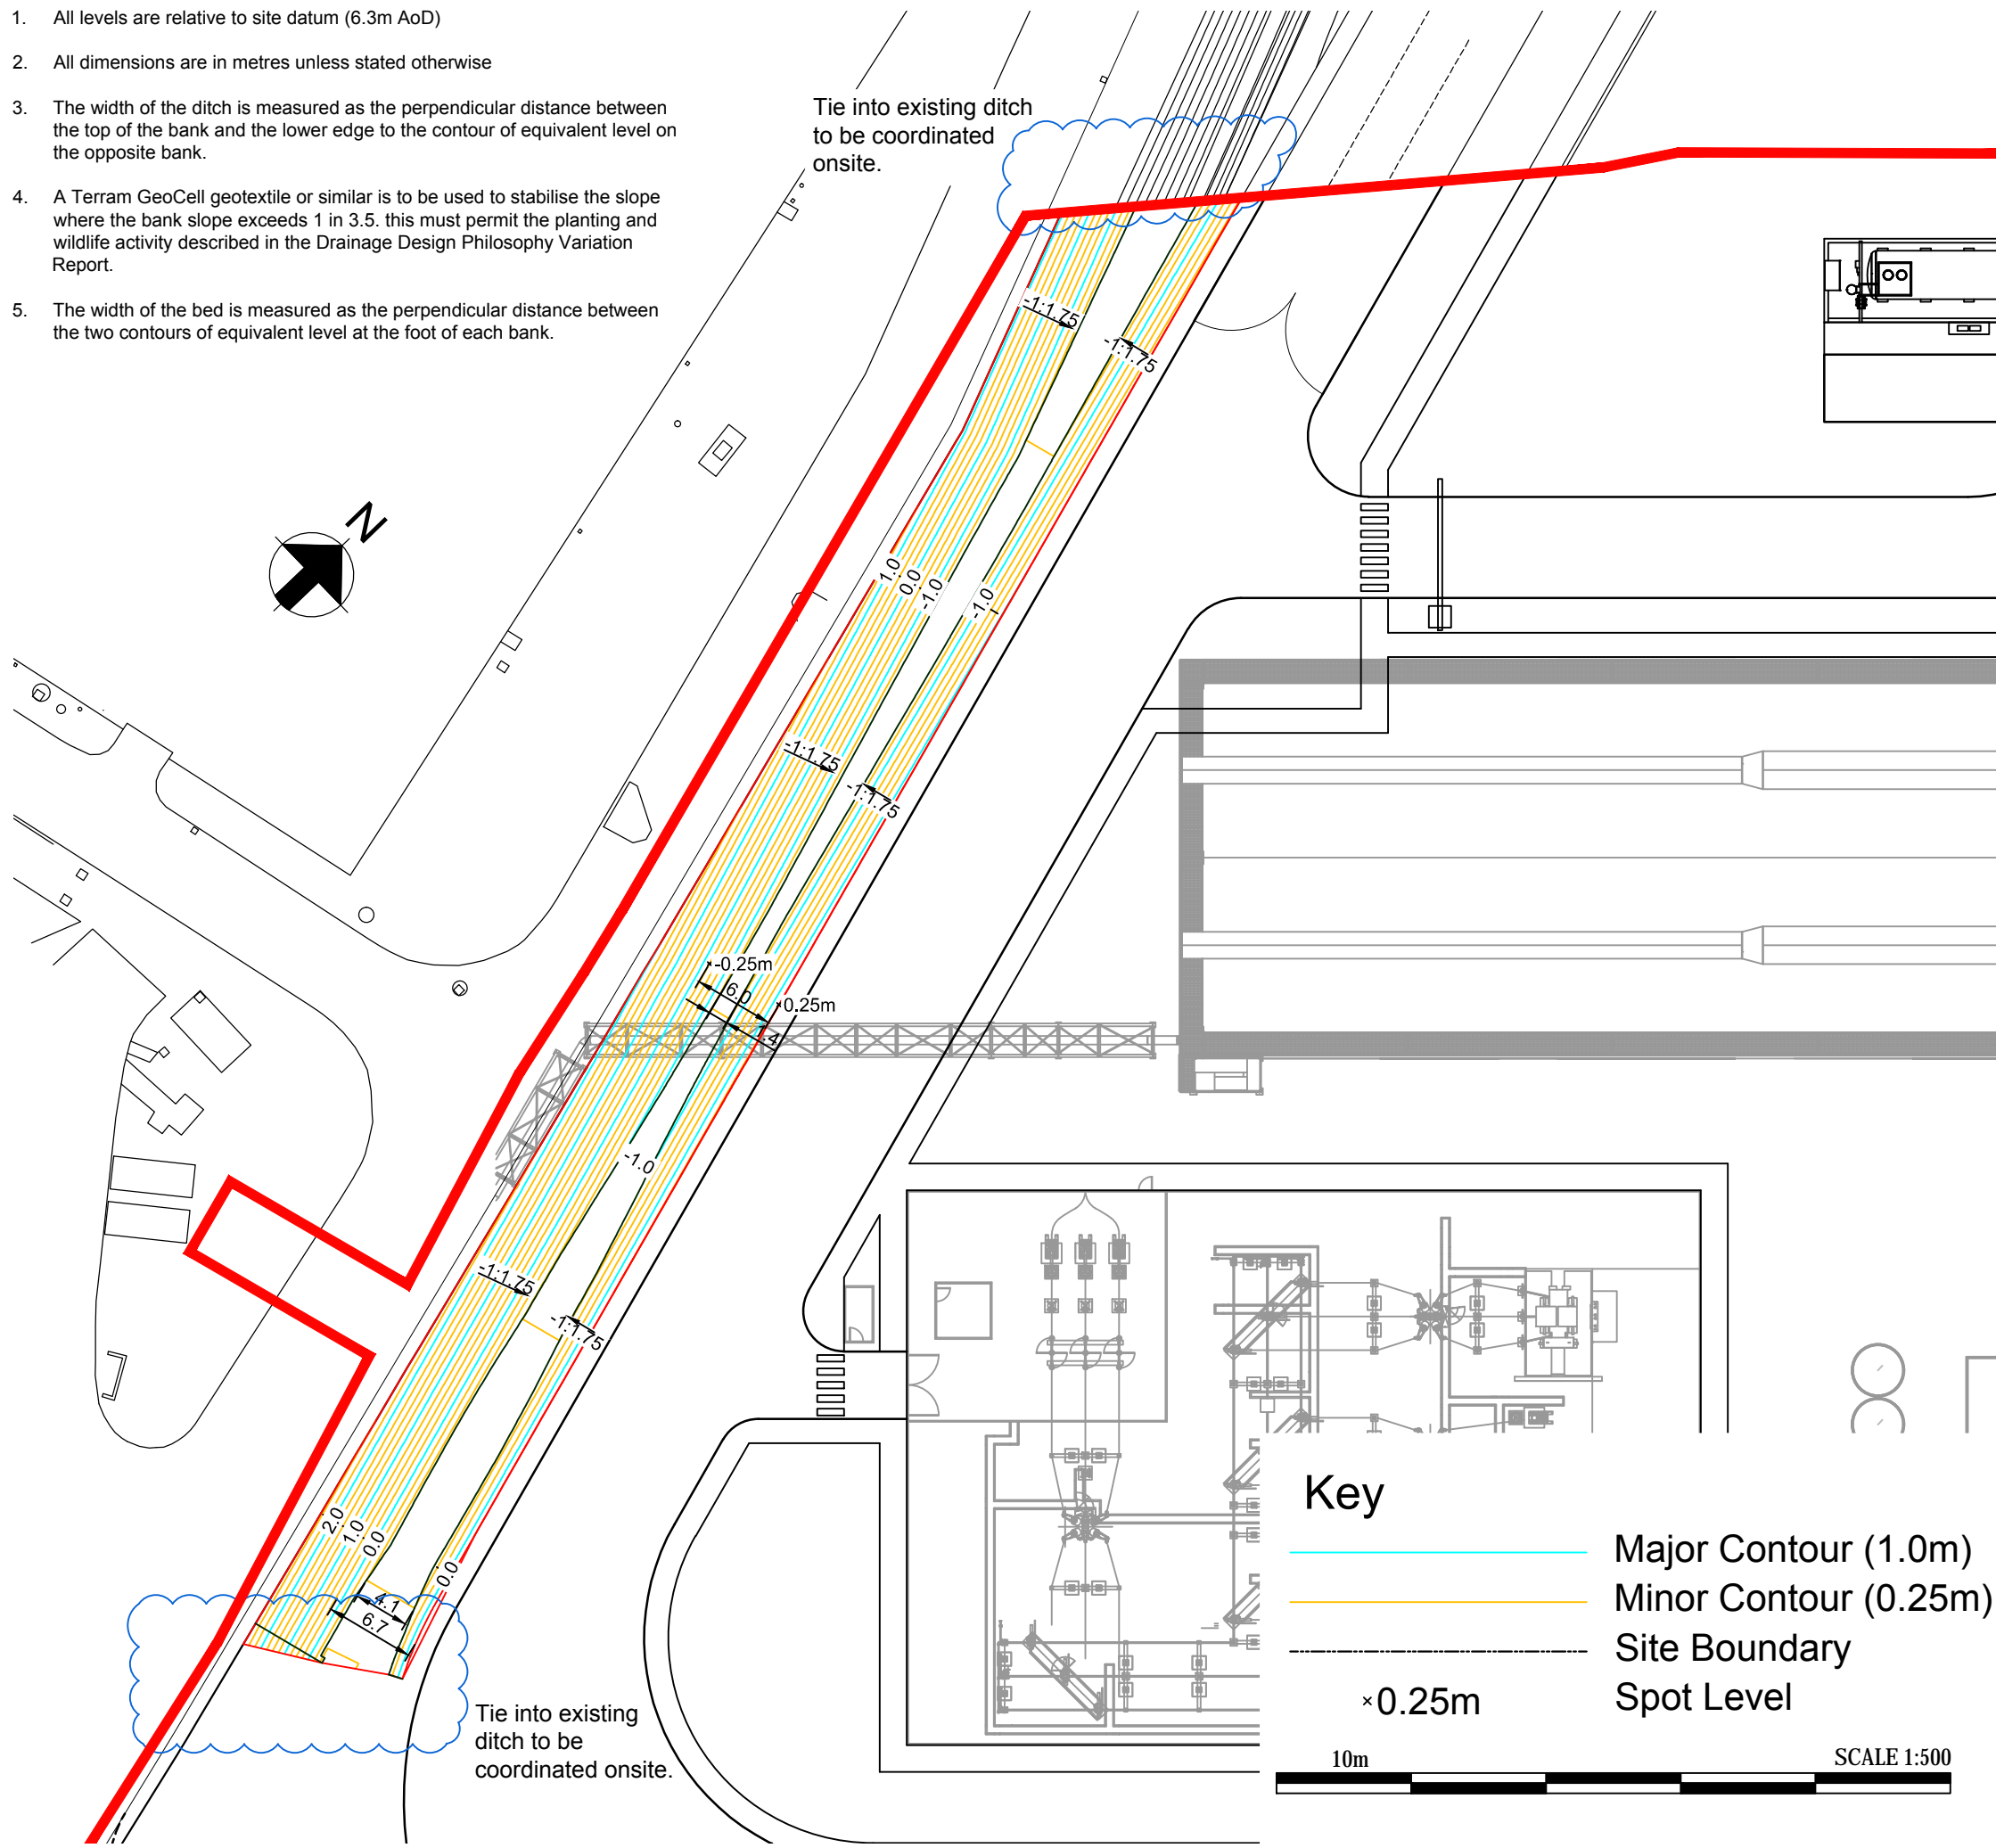 1. All levels are relative to site datum (6.3m AoD)
2. All dimensions are in metres unless stated otherwise
3. The width of the ditch is measured as the perpendicular distance between
the top of the bank and the lower edge to the contour of equivalent level on
the opposite bank.
4. A Terram GeoCell geotextile or similar is to be used to stabilise the slope
where the bank slope exceeds 1 in 3.5. this must permit the planting and
wildlife activity described in the Drainage Design Philosophy Variation
Report.
5. The width of the bed is measured as the perpendicular distance between
the two contours of equivalent level at the foot of each bank.
Tie into existing ditch
to be coordinated
onsite.
-1:1.75
-1:1.75
N
1.0
0.0
-1.0
-1.0
-1:1.75
-1:1.75
-0.25m
6.0
×0.25m
-1.0
-1:1.75
-1:1.75
2.0
1.0
0.0
0.0
4.1
6.7
Tie into existing
ditch to be
coordinated onsite.
Key
Major Contour (1.0m)
Minor Contour (0.25m)
Site Boundary
×0.25m Spot Level
10m SCALE 1:500